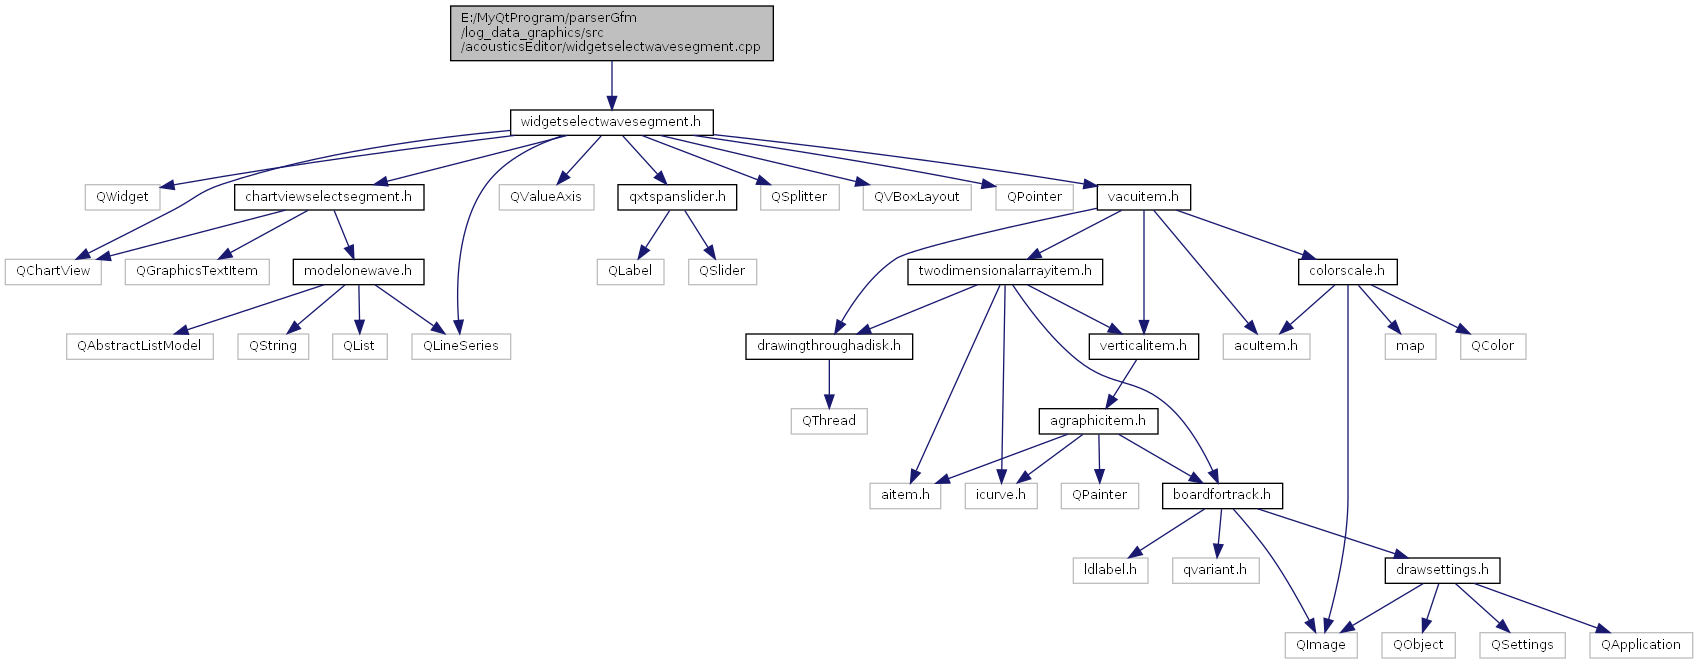 E:/MyQtProgram/parserGfm
/log_data_graphics/src
/acousticsEditor/widgetselectwavesegment.cpp
widgetselectwavesegment.h
QWidget
chartviewselectsegment.h
QValueAxis
qxtspanslider.h
QSplitter
QVBoxLayout
QPointer
vacuitem.h
QChartView
QGraphicsTextItem
modelonewave.h
QLabel
QSlider
twodimensionalarrayitem.h
colorscale.h
QAbstractListModel
QString
QList
QLineSeries
drawingthroughadisk.h
verticalitem.h
acuItem.h
map
QColor
QThread
agraphicitem.h
aitem.h
icurve.h
QPainter
boardfortrack.h
ldlabel.h
qvariant.h
drawsettings.h
QImage
QObject
QSettings
QApplication